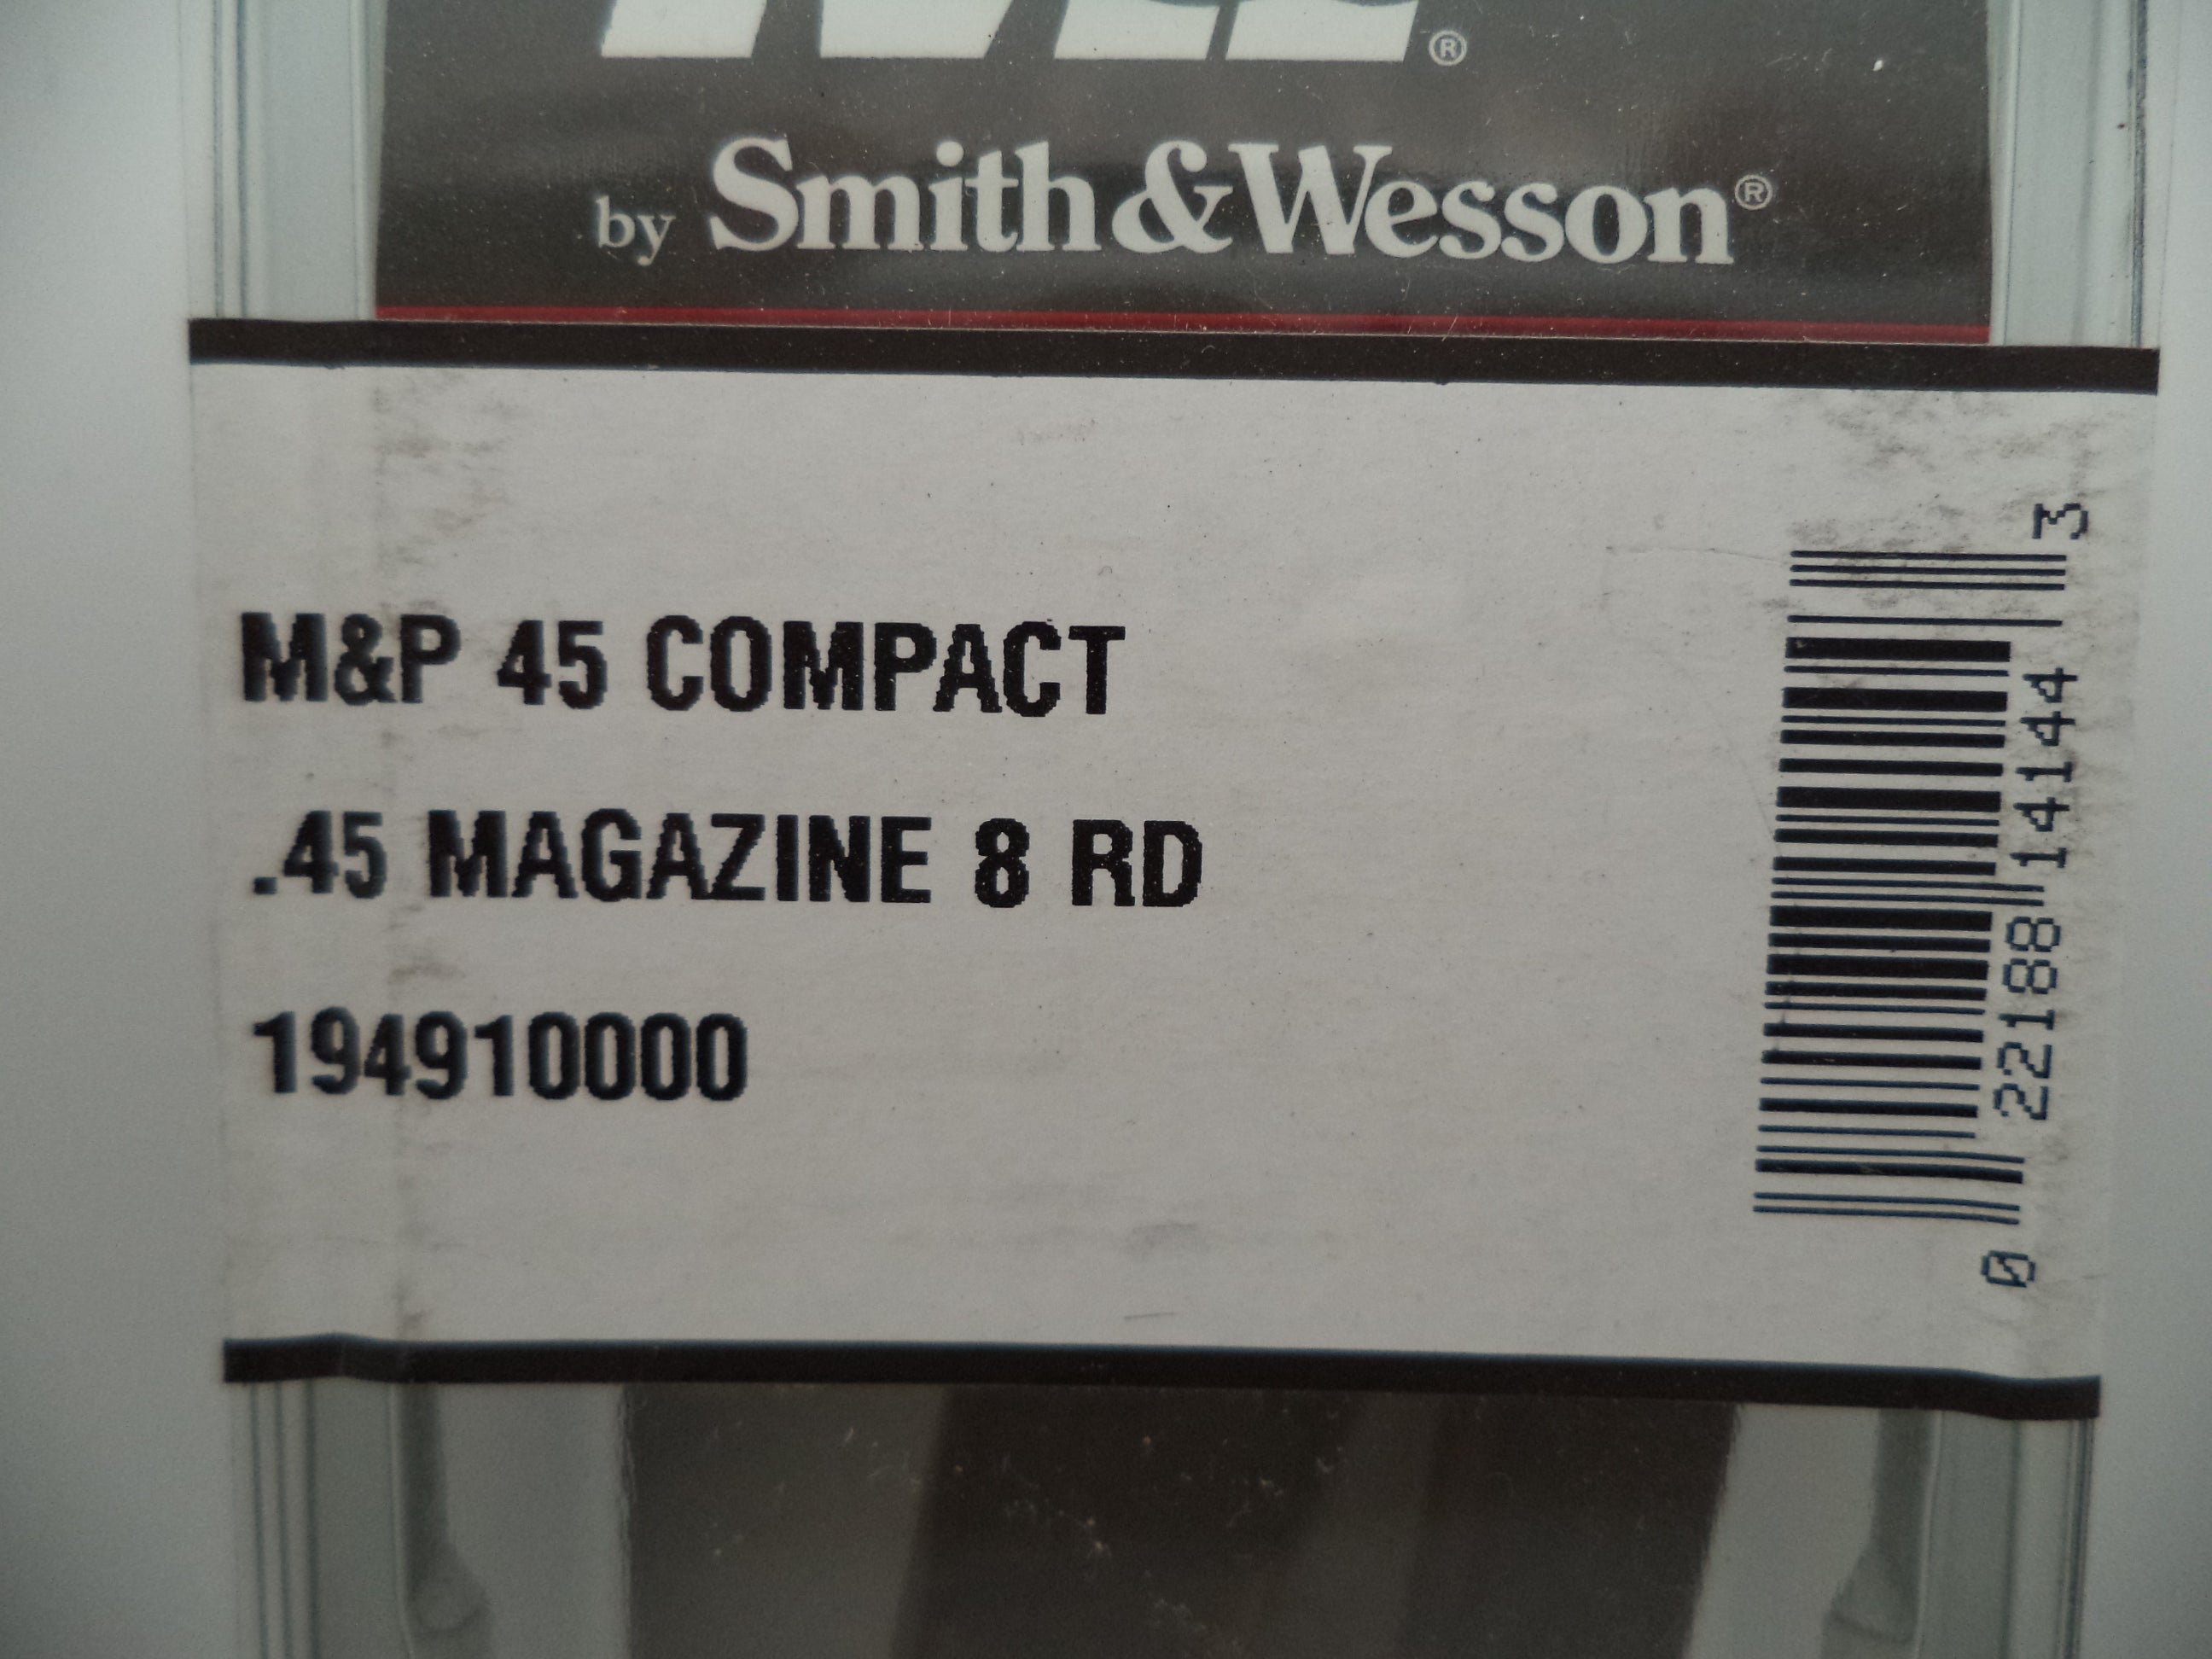 ®
by Smith & Wesson®
M&P 45 COMPACT
.45 MAGAZINE 8 RD
194910000
0 22188 14144 3